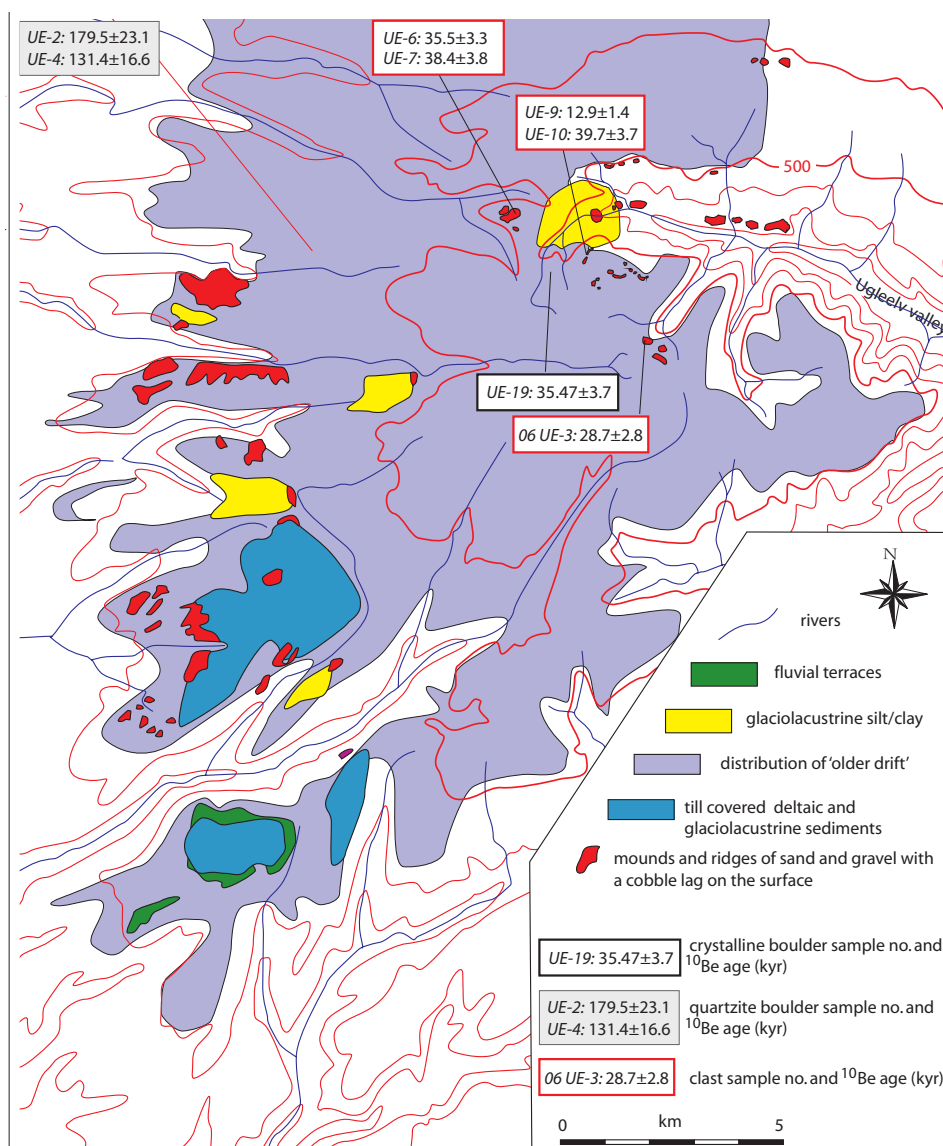 UE-2: 179.5±23.1
UE-4: 131.4±16.6
UE-6: 35.5±3.3
UE-7: 38.4±3.8
UE-9: 12.9±1.4
UE-10: 39.7±3.7
500
Ugleelv valley
UE-19: 35.47±3.7
06 UE-3: 28.7±2.8
N
rivers
fluvial terraces
glaciolacustrine silt/clay
distribution of 'older drift'
till covered deltaic and
glaciolacustrine sediments
mounds and ridges of sand and gravel with
a cobble lag on the surface
UE-19: 35.47±3.7
crystalline boulder sample no. and
10Be age (kyr)
UE-2: 179.5±23.1
UE-4: 131.4±16.6
quartzite boulder sample no. and
10Be age (kyr)
06 UE-3: 28.7±2.8
clast sample no. and 10Be age (kyr)
km
0 5